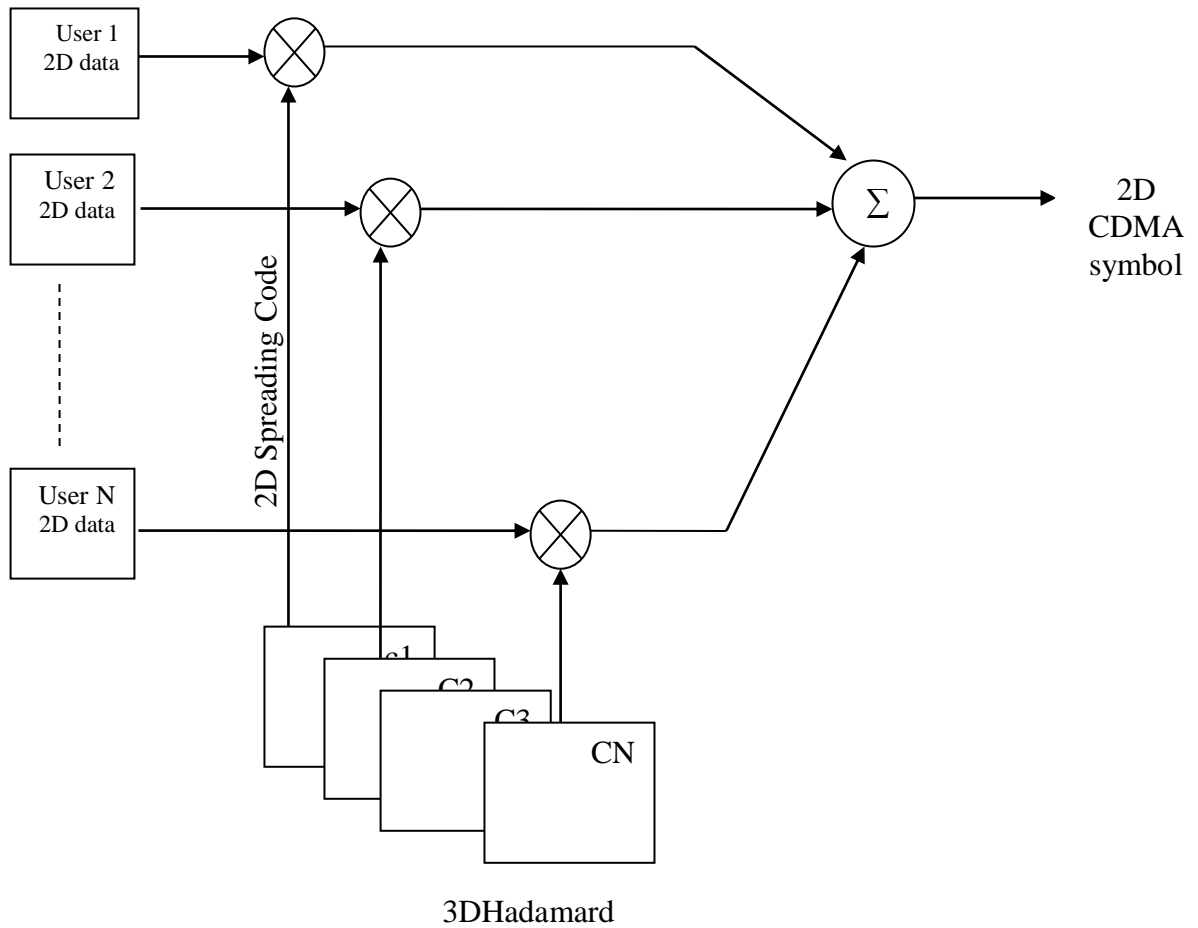 User 1
2D data
User 2
2D data
Σ
2D
CDMA
symbol
2D Spreading Code
User N
2D data
c1
C2
C3
CN
3DHadamard